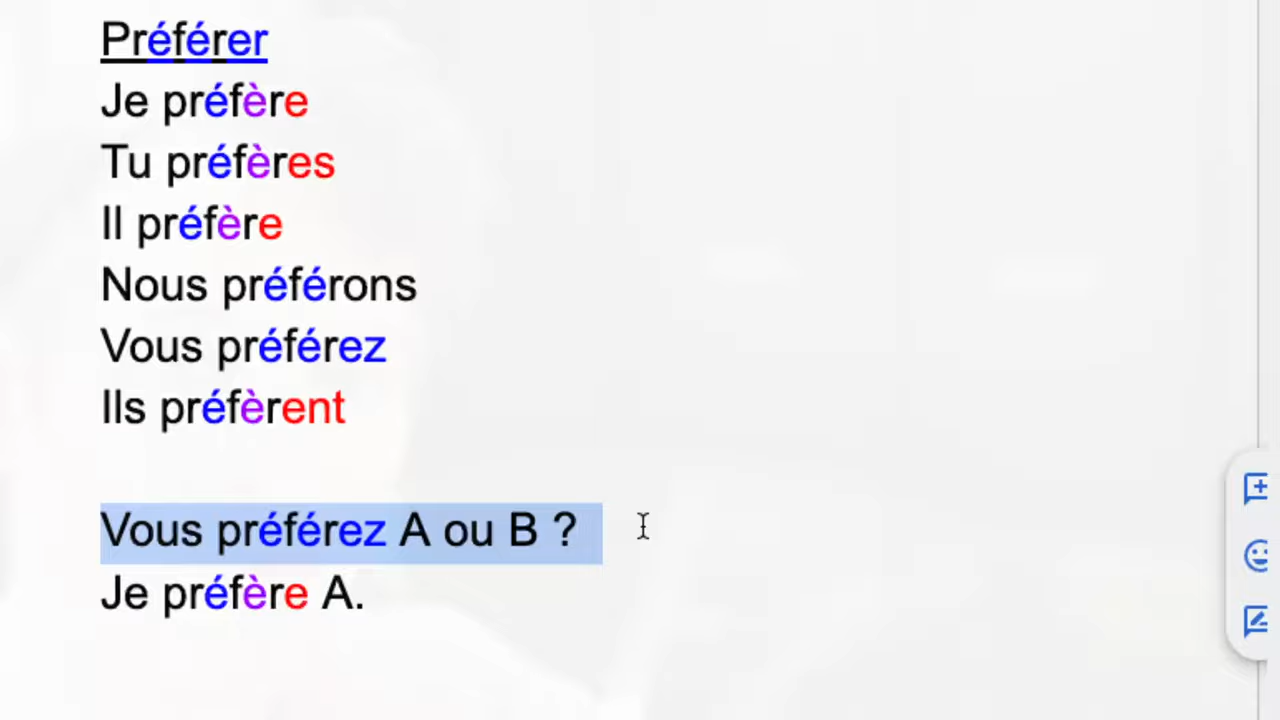 Préférer
Je préfère
Tu préfères
Il préfère
Nous préférons
Vous préférez
Ils préfèrent
Vous préférez A ou B ?
Je préfère A.